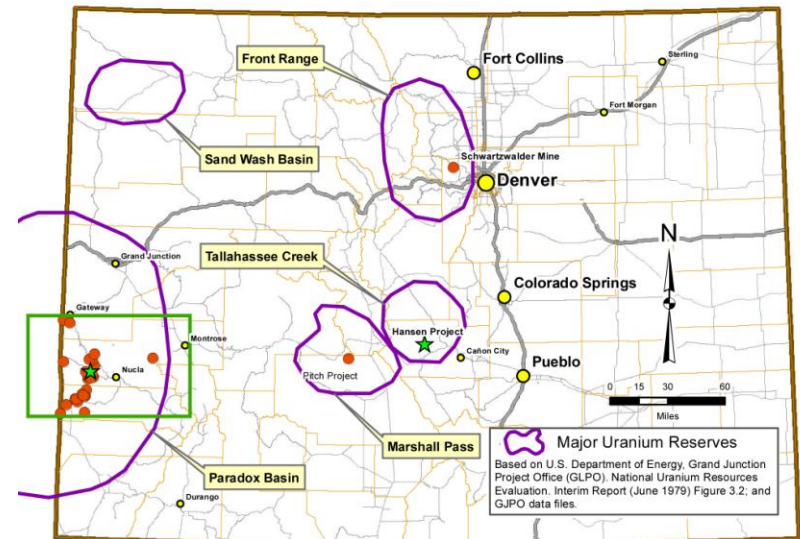 Front Range
Fort Collins
Sterling
Fort Morgan
Sand Wash Basin
Schwartzwalder Mine
Denver
Tallahassee Creek
N
Grand Junction
Colorado Springs
Gateway
Hansen Project
Montrose
Cañon City
Nucla
Pitch Project
Pueblo
0 15 30 60
Miles
Marshall Pass
Major Uranium Reserves
Paradox Basin
Based on U.S. Department of Energy, Grand Junction
Project Office (GLPO). National Uranium Resources
Evaluation. Interim Report (June 1979) Figure 3.2; and
GJPO data files.
Durango